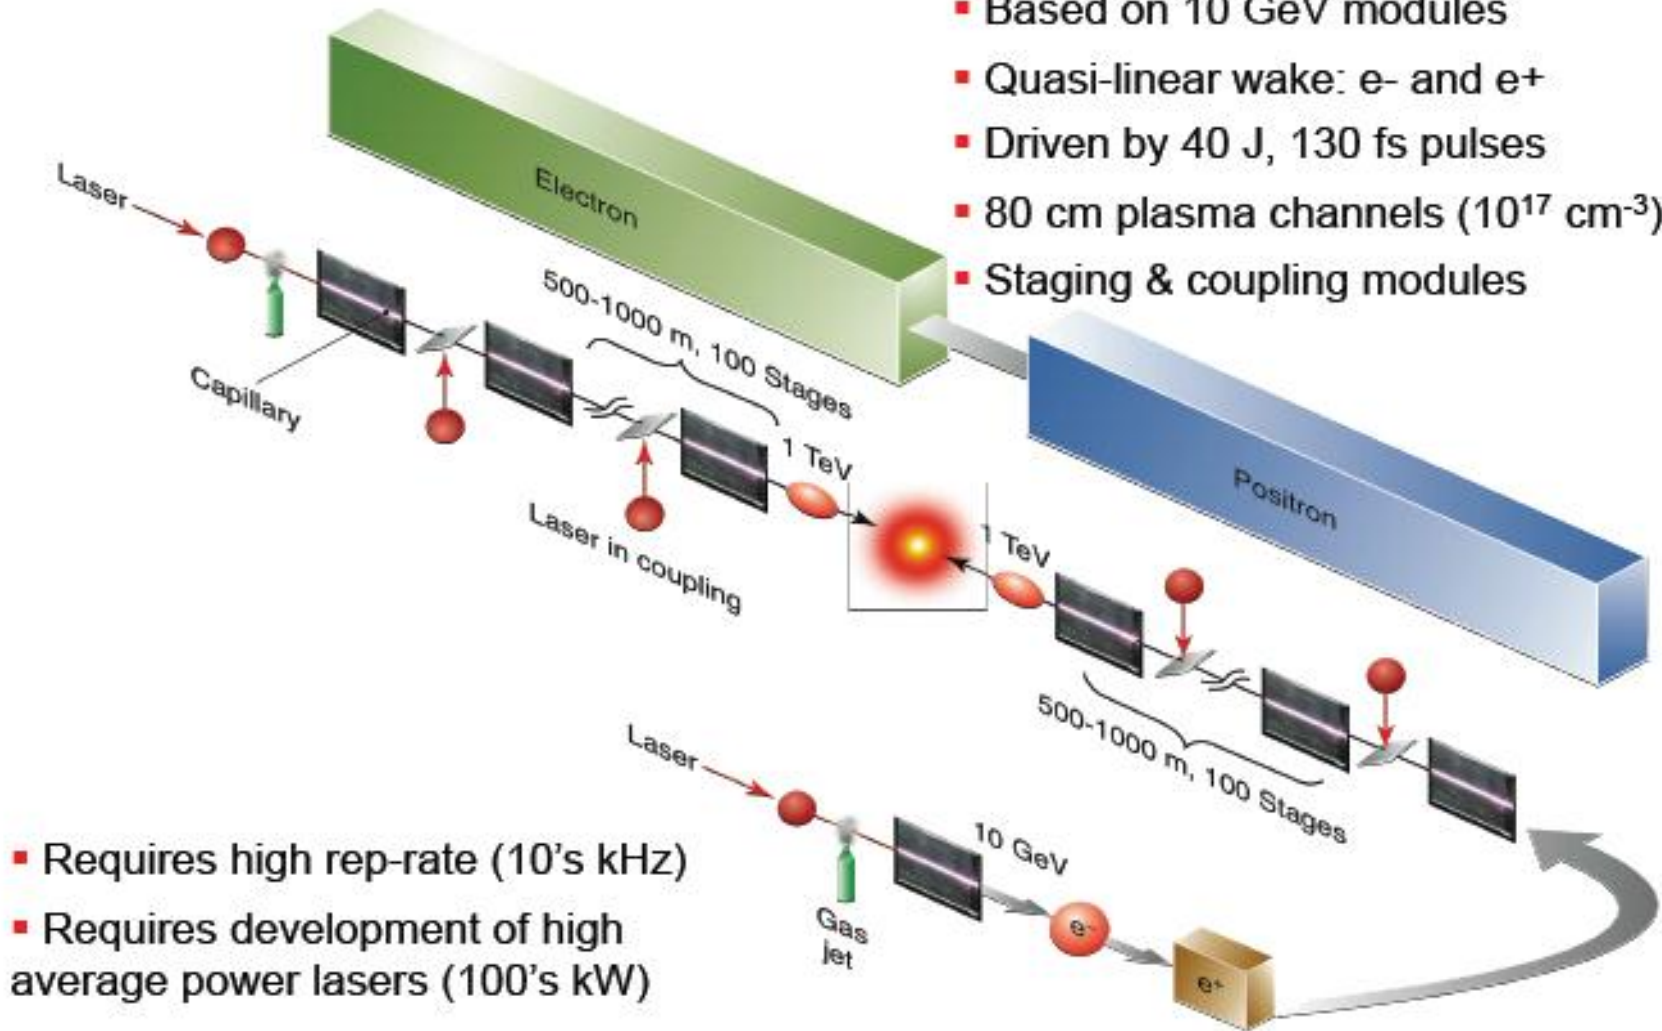 ▪ Based on 10 GeV modules
▪ Quasi-linear wake: e- and e+
▪ Driven by 40 J, 130 fs pulses
▪ 80 cm plasma channels (10¹⁷ cm⁻³)
▪ Staging & coupling modules
Electron
Laser
500-1000 m, 100 Stages
Capillary
1 TeV
Laser in coupling
Positron
1 TeV
500-1000 m, 100 Stages
Laser
10 GeV
Gas
jet
e⁻
e⁺
▪ Requires high rep-rate (10’s kHz)
▪ Requires development of high
average power lasers (100’s kW)